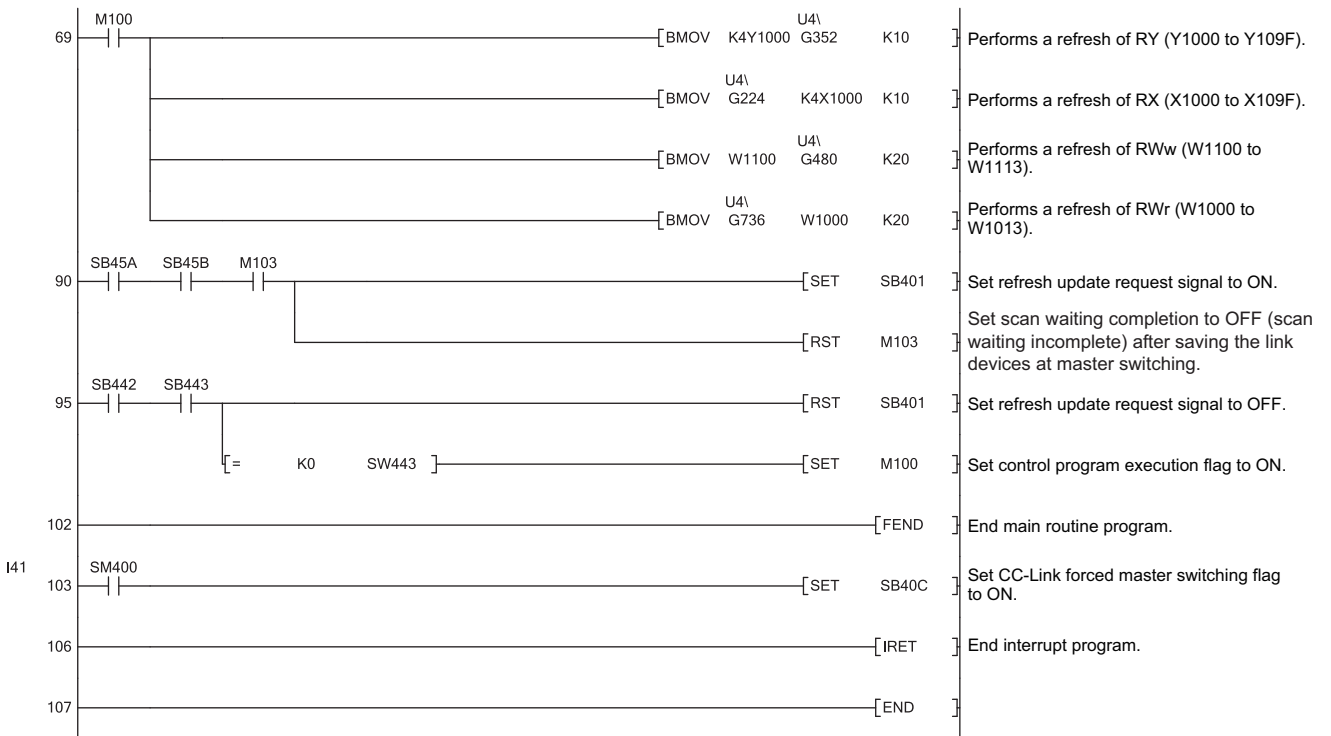 M100
U4\
69 [BMOV K4Y1000 G352 K10 ] Performs a refresh of RY (Y1000 to Y109F).
U4\
[BMOV G224 K4X1000 K10 ] Performs a refresh of RX (X1000 to X109F).
U4\
[BMOV W1100 G480 K20 ] Performs a refresh of RWw (W1100 to
W1113).
U4\
[BMOV G736 W1000 K20 ] Performs a refresh of RWr (W1000 to
W1013).
SB45A SB45B M103
90 [SET SB401 ] Set refresh update request signal to ON.
[RST M103 ] Set scan waiting completion to OFF (scan
waiting incomplete) after saving the link
devices at master switching.
SB442 SB443
95 [RST SB401 ] Set refresh update request signal to OFF.
[= K0 SW443 ] [SET M100 ] Set control program execution flag to ON.
102 [FEND ] End main routine program.
I41 SM400
103 [SET SB40C ] Set CC-Link forced master switching flag
to ON.
106 [IRET ] End interrupt program.
107 [END ]